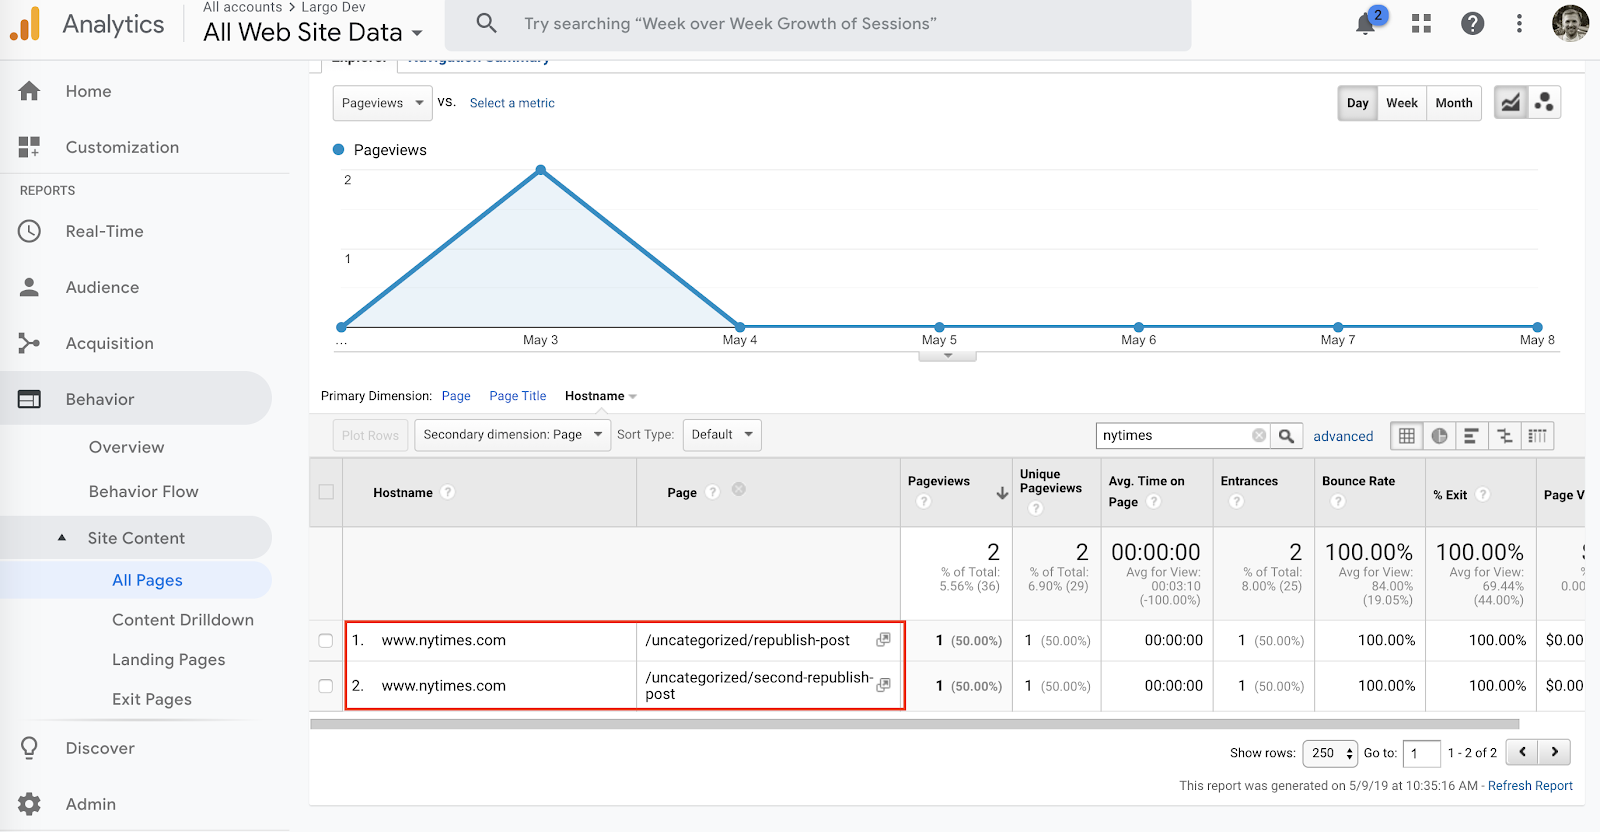 Analytics
All accounts > Largo Dev
All Web Site Data
Try searching “Week over Week Growth of Sessions”
2
Home
Customization
REPORTS
Real-Time
Audience
Acquisition
Behavior
Overview
Behavior Flow
Site Content
All Pages
Content Drilldown
Landing Pages
Exit Pages
Discover
Admin
Explorer
Navigation Summary
Pageviews
VS.
Select a metric
Day
Week
Month
Pageviews
2
1
...
May 3
May 4
May 5
May 6
May 7
May 8
Primary Dimension: Page Page Title Hostname
Plot Rows
Secondary dimension: Page
Sort Type:
Default
nytimes
advanced
Hostname ?
Page ?
Pageviews
?
Unique
Pageviews
?
Avg. Time on
Page ?
Entrances
?
Bounce Rate
?
% Exit ?
Page V
2
% of Total:
5.56% (36)
2
% of Total:
6.90% (29)
00:00:00
Avg for View:
00:03:10
(-100.00%)
2
% of Total:
8.00% (25)
100.00%
Avg for View:
84.00%
(19.05%)
100.00%
Avg for View:
69.44%
(44.00%)
%
0.00
1. www.nytimes.com /uncategorized/republish-post 1 (50.00%) 1 (50.00%) 00:00:00 1 (50.00%) 100.00% 100.00% $0.00
2. www.nytimes.com /uncategorized/second-republish-
post 1 (50.00%) 1 (50.00%) 00:00:00 1 (50.00%) 100.00% 100.00% $0.00
Show rows: 250 Go to: 1 1 - 2 of 2
This report was generated on 5/9/19 at 10:35:16 AM - Refresh Report